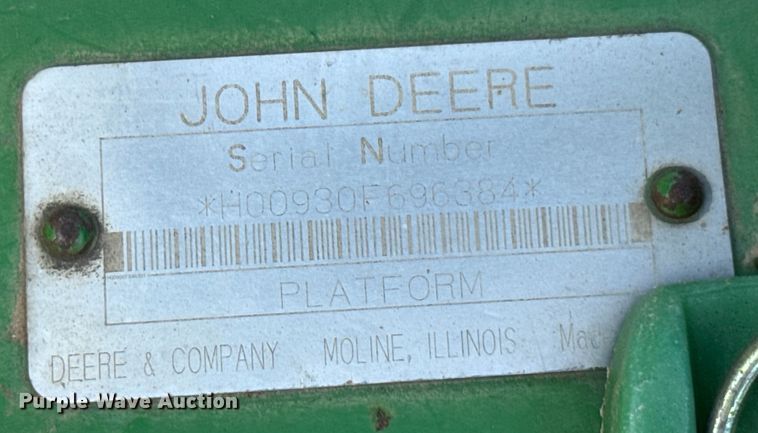 JOHN DEERE
Serial Number
*H00930F696384*
PLATFORM
DEERE & COMPANY MOLINE, ILLINOIS
Purple Wave Auction